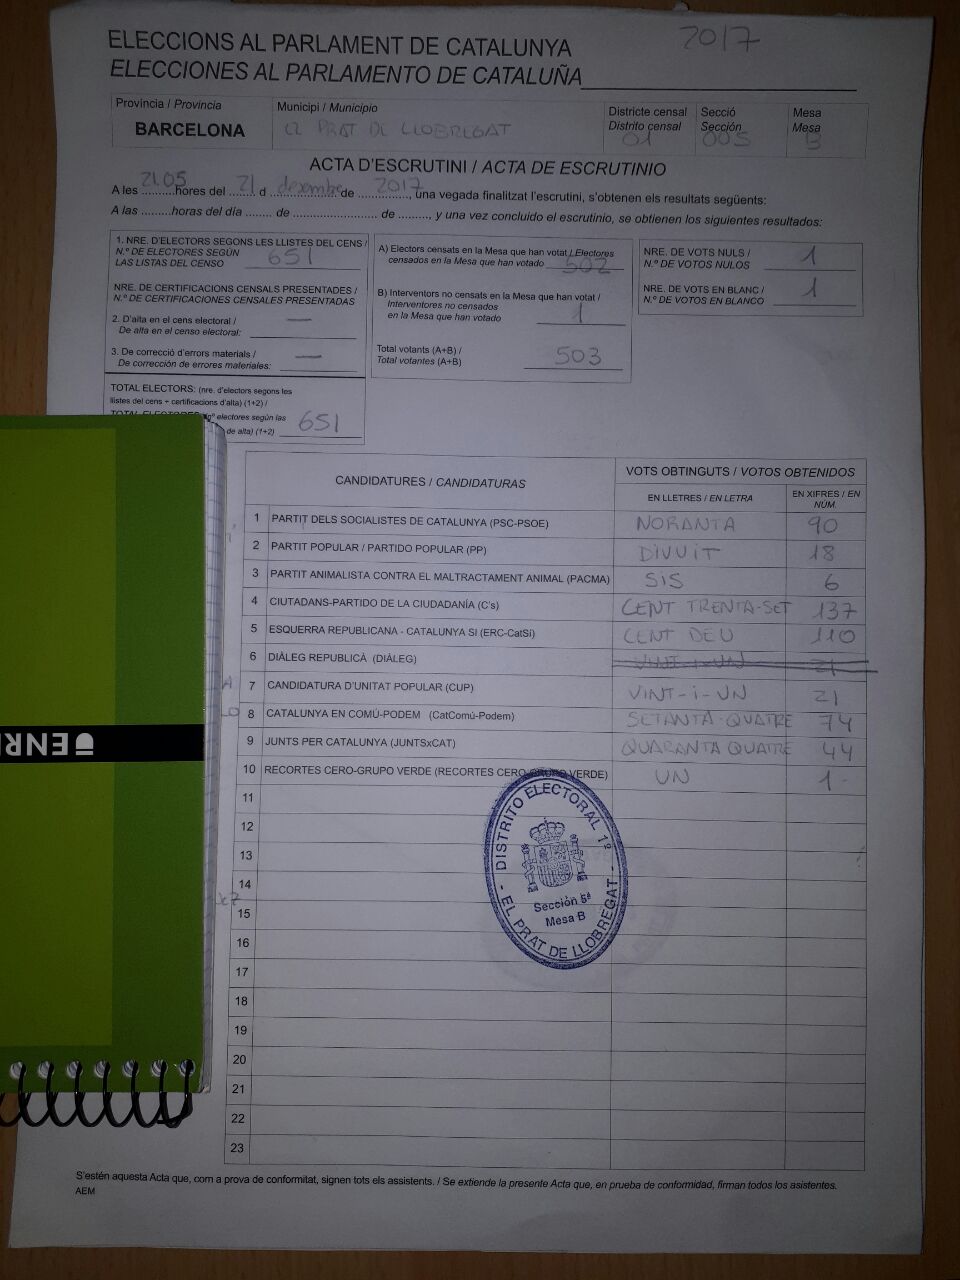 2017
ELECCIONS AL PARLAMENT DE CATALUNYA
ELECCIONES AL PARLAMENTO DE CATALUÑA
Província / Provincia
BARCELONA
Municipi / Municipio
EL PRAT DE LLOBREGAT
Districte censal
Distrito censal
01
Secció
Sección
005
Mesa
Mesa
B
ACTA D'ESCRUTINI / ACTA DE ESCRUTINIO
A les 21.05 hores del 21 d desembre de 2017, una vegada finalitzat l'escrutini, s'obtenen els resultats següents:
A las .........horas del día ........ de ......................... de ........., y una vez concluido el escrutinio, se obtienen los siguientes resultados:
1. NRE. D'ELECTORS SEGONS LES LLISTES DEL CENS /
N.º DE ELECTORES SEGÚN
LAS LISTAS DEL CENSO 651
NRE. DE CERTIFICACIONS CENSALS PRESENTADES /
N.º DE CERTIFICACIONES CENSALES PRESENTADAS
2. D'alta en el cens electoral / —
De alta en el censo electoral:
3. De correcció d'errors materials / —
De corrección de errores materiales:
TOTAL ELECTORS: (nre. d'electors segons les
llistes del cens + certificacions d'alta) (1+2) /
nº electores según las
de alta) (1+2) 651
A) Electors censats en la Mesa que han votat / Electores
censados en la Mesa que han votado 502
B) Interventors no censats en la Mesa que han votat /
Interventores no censados
en la Mesa que han votado 1
Total votants (A+B) /
Total votantes (A+B) 503
NRE. DE VOTS NULS /
N.º DE VOTOS NULOS 1
NRE. DE VOTS EN BLANC /
N.º DE VOTOS EN BLANCO 1
CANDIDATURES / CANDIDATURAS
VOTS OBTINGUTS / VOTOS OBTENIDOS
EN LLETRES / EN LETRA
EN XIFRES / EN
NÚM.
1 PARTIT DELS SOCIALISTES DE CATALUNYA (PSC-PSOE) NORANTA 90
2 PARTIT POPULAR / PARTIDO POPULAR (PP) DIVUIT 18
3 PARTIT ANIMALISTA CONTRA EL MALTRACTAMENT ANIMAL (PACMA) SIS 6
4 CIUTADANS-PARTIDO DE LA CIUDADANÍA (C's) CENT TRENTA-SET 137
5 ESQUERRA REPUBLICANA - CATALUNYA SI (ERC-CatSí) CENT DEU 110
6 DIÀLEG REPUBLICÀ (DIÀLEG) VINT-i-UN 21
7 CANDIDATURA D'UNITAT POPULAR (CUP) VINT-i-UN 21
8 CATALUNYA EN COMÚ-PODEM (CatComú-Podem) SETANTA-QUATRE 74
9 JUNTS PER CATALUNYA (JUNTSxCAT) QUARANTA QUATRE 44
10 RECORTES CERO-GRUPO VERDE (RECORTES CERO-GRUPO VERDE) UN 1
11
12
13
14
15
16
17
18
19
20
21
22
23
DISTRITO ELECTORAL 1º
Sección 5ª
Mesa B
EL PRAT DE LLOBREGAT
ENRI
S'estén aquesta Acta que, com a prova de conformitat, signen tots els assistents. / Se extiende la presente Acta que, en prueba de conformidad, firman todos los asistentes.
AEM